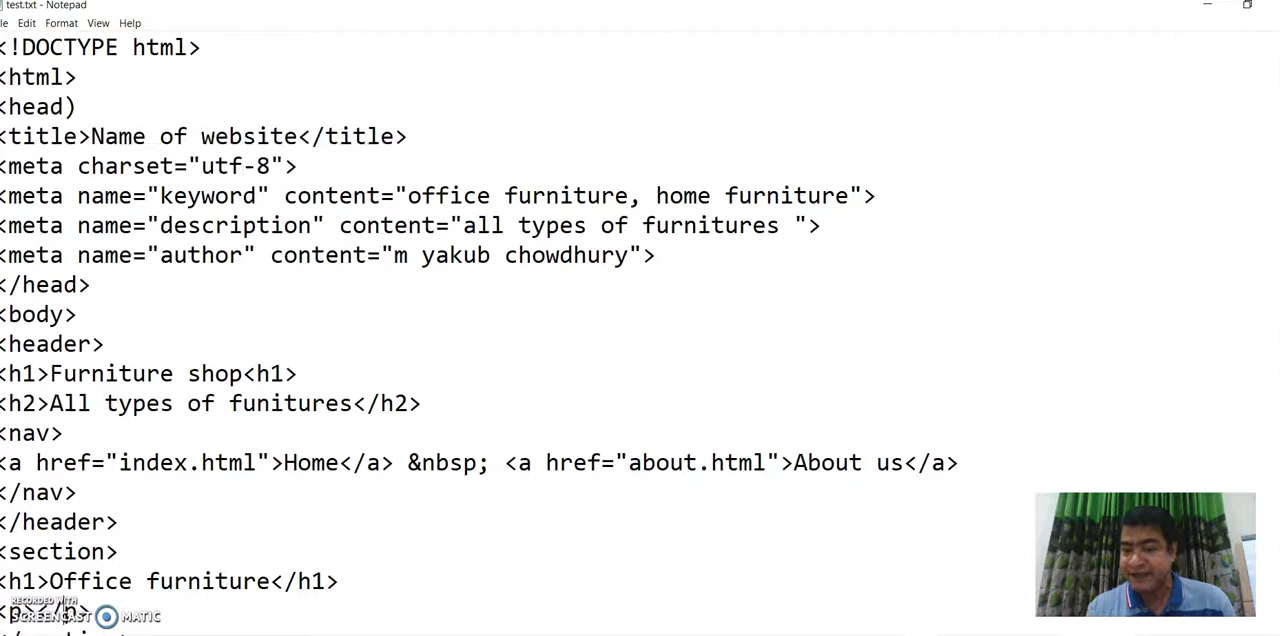 test.txt - Notepad
le Edit Format View Help
<!DOCTYPE html>
<html>
<head)
<title>Name of website</title>
<meta charset="utf-8">
<meta name="keyword" content="office furniture, home furniture">
<meta name="description" content="all types of furnitures ">
<meta name="author" content="m yakub chowdhury">
</head>
<body>
<header>
<h1>Furniture shop<h1>
<h2>All types of funitures</h2>
<nav>
<a href="index.html">Home</a> &nbsp; <a href="about.html">About us</a>
</nav>
</header>
<section>
<h1>Office furniture</h1>
<p></p>
RECORDED WITH
SCREENCAST MATIC